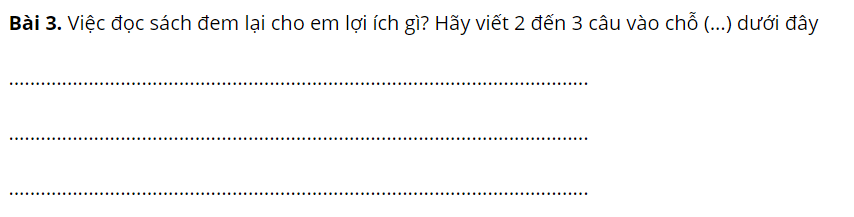 Bài 3. Việc đọc sách đem lại cho em lợi ích gì? Hãy viết 2 đến 3 câu vào chỗ (...) dưới đây
....................................................................................................................
....................................................................................................................
....................................................................................................................